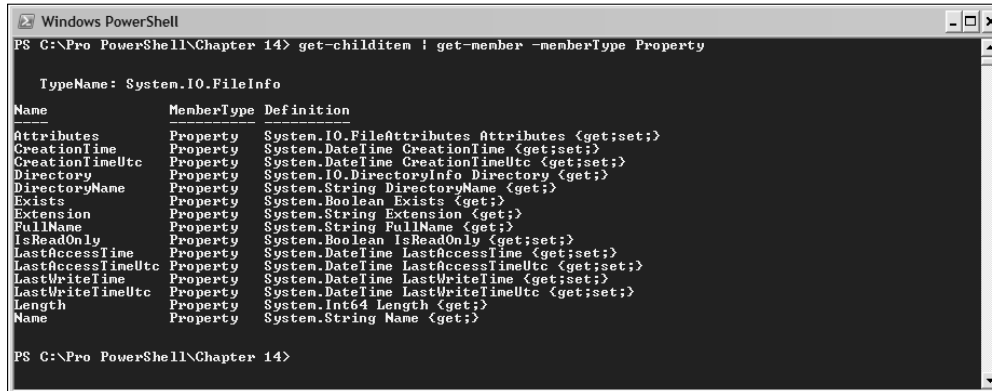 Windows PowerShell
PS C:\Pro PowerShell\Chapter 14> get-childitem | get-member -memberType Property
TypeName: System.IO.FileInfo
Name MemberType Definition
---- ---------- ----------
Attributes Property System.IO.FileAttributes Attributes {get;set;}
CreationTime Property System.DateTime CreationTime {get;set;}
CreationTimeUtc Property System.DateTime CreationTimeUtc {get;set;}
Directory Property System.IO.DirectoryInfo Directory {get;}
DirectoryName Property System.String DirectoryName {get;}
Exists Property System.Boolean Exists {get;}
Extension Property System.String Extension {get;}
FullName Property System.String FullName {get;}
IsReadOnly Property System.Boolean IsReadOnly {get;set;}
LastAccessTime Property System.DateTime LastAccessTime {get;set;}
LastAccessTimeUtc Property System.DateTime LastAccessTimeUtc {get;set;}
LastWriteTime Property System.DateTime LastWriteTime {get;set;}
LastWriteTimeUtc Property System.DateTime LastWriteTimeUtc {get;set;}
Length Property System.Int64 Length {get;}
Name Property System.String Name {get;}
PS C:\Pro PowerShell\Chapter 14>